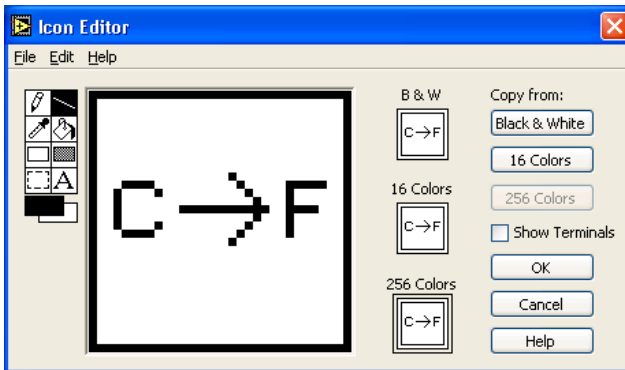 Icon Editor
File Edit Help
B & W
C→F
16 Colors
C→F
256 Colors
C→F
A
C→F
Copy from:
Black & White
16 Colors
256 Colors
Show Terminals
OK
Cancel
Help